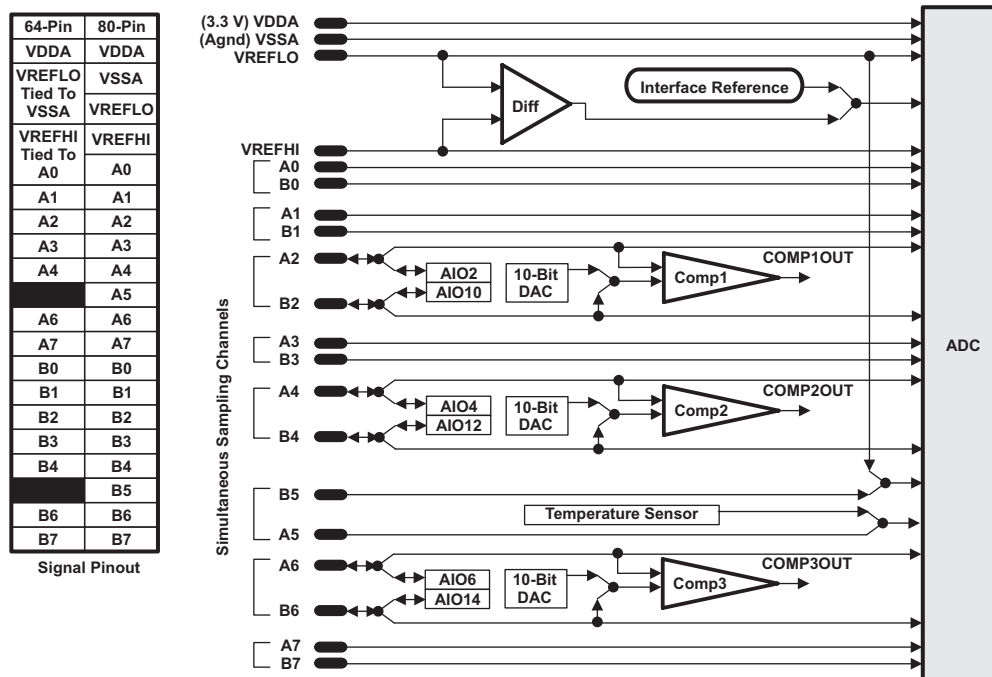 64-Pin 80-Pin
VDDA VDDA
VREFLO
Tied To
VSSA
VSSA
VREFLO
VREFHI
Tied To
A0
VREFHI
A0
A1 A1
A2 A2
A3 A3
A4 A4
A5
A6 A6
A7 A7
B0 B0
B1 B1
B2 B2
B3 B3
B4 B4
B5
B6 B6
B7 B7
Signal Pinout
(3.3 V) VDDA
(Agnd) VSSA
VREFLO
Interface Reference
Diff
VREFHI
A0
B0
A1
B1
A2
B2
AIO2
AIO10
10-Bit
DAC
Comp1
COMP1OUT
A3
B3
A4
B4
AIO4
AIO12
10-Bit
DAC
Comp2
COMP2OUT
B5
Temperature Sensor
A5
A6
B6
AIO6
AIO14
10-Bit
DAC
Comp3
COMP3OUT
A7
B7
Simultaneous Sampling Channels
ADC